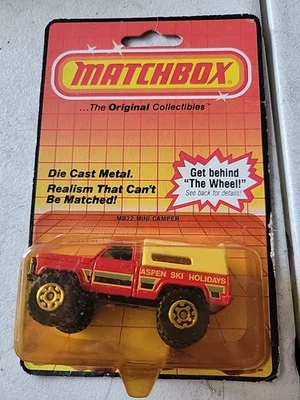 MATCHBOX
...The Original Collectibles™
Die Cast Metal.
Realism That Can't
Be Matched!
Get behind
"The Wheel!"
See back for details!
MB22 MINI CAMPER
ASPEN SKI HOLIDAYS